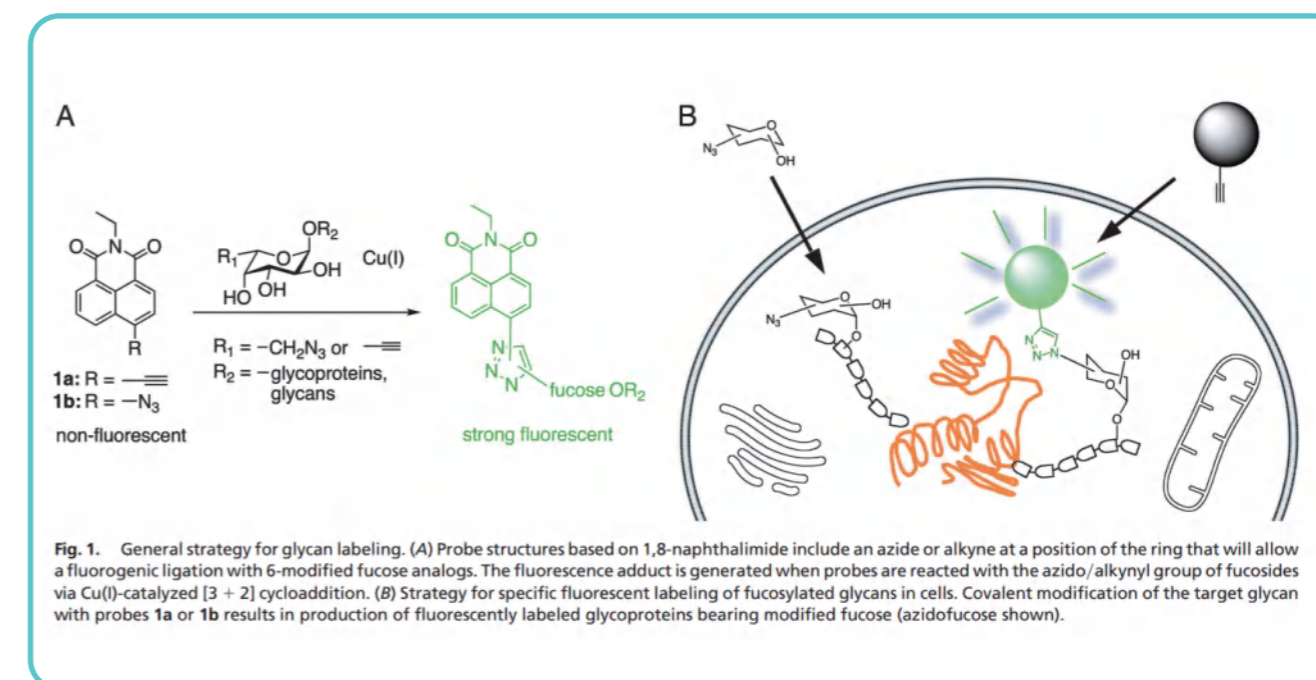 A
O
N
O
R
1a: R =
1b: R = −N3
non-fluorescent
OR2
R1
O
OH
HO
OH
Cu(I)
R1 = −CH2N3 or
R2 = −glycoproteins,
glycans
O
N
O
N
N
N
fucose OR2
strong fluorescent
B
N3
O
OH
N3
O
OH
O
N
N
N
OH
O
O
Fig. 1. General strategy for glycan labeling. (A) Probe structures based on 1,8-naphthalimide include an azide or alkyne at a position of the ring that will allow
a fluorogenic ligation with 6-modified fucose analogs. The fluorescence adduct is generated when probes are reacted with the azido/alkynyl group of fucosides
via Cu(I)-catalyzed [3 + 2] cycloaddition. (B) Strategy for specific fluorescent labeling of fucosylated glycans in cells. Covalent modification of the target glycan
with probes 1a or 1b results in production of fluorescently labeled glycoproteins bearing modified fucose (azidofucose shown).